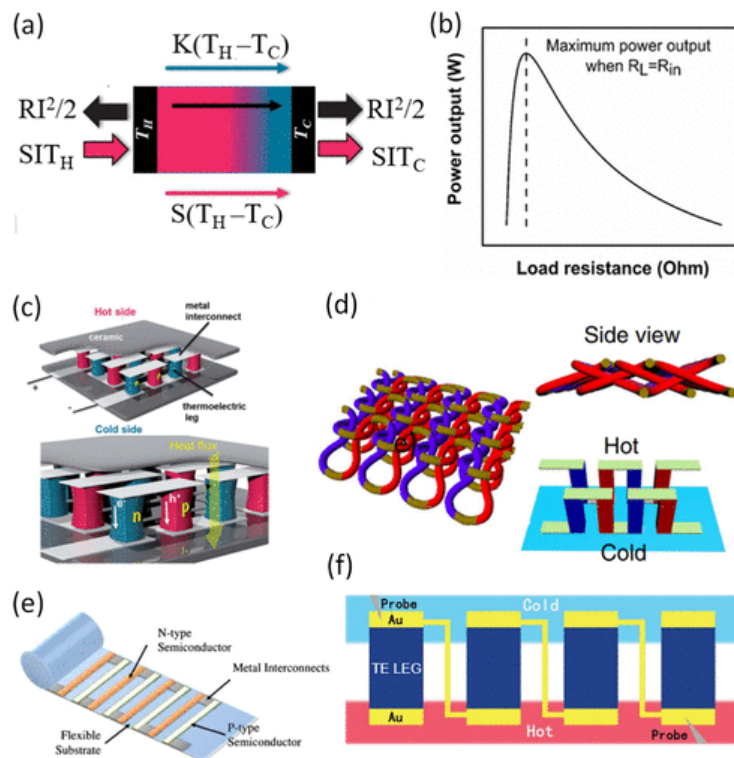 (a)
K(T_H−T_C)
RI²/2
RI²/2
T_H
T_C
SIT_H
SIT_C
S(T_H−T_C)
(b)
Maximum power output
when R_L=R_in
Power output (W)
Load resistance (Ohm)
(c)
Hot side
metal
interconnect
ceramic
+
-
thermoelectric
leg
Cold side
Heat flux
n
h⁺
p
(d)
Side view
Hot
Cold
(e)
N-type
Semiconductor
Metal Interconnects
Flexible
Substrate
P-type
Semiconductor
(f)
Probe
Cold
Au
TE LEG
Au
Hot
Probe